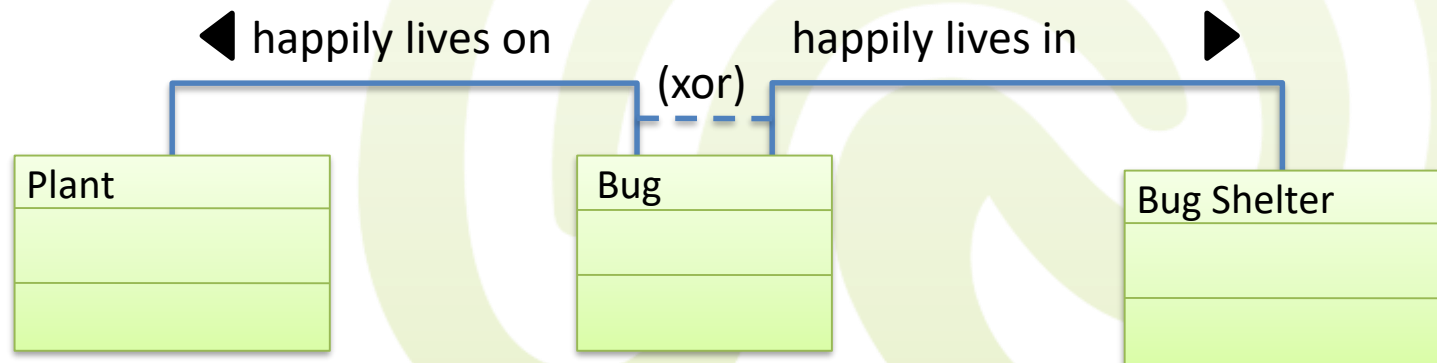 happily lives on
happily lives in
(xor)
Plant
Bug
Bug Shelter